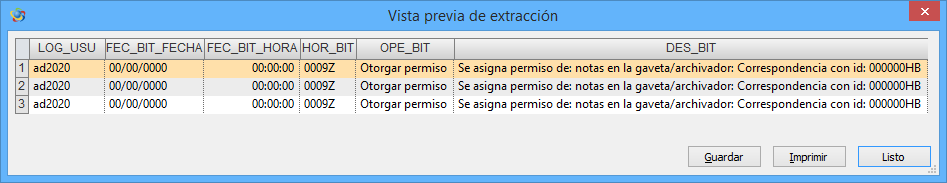 Vista previa de extracción
LOG_USU FEC_BIT_FECHA FEC_BIT_HORA HOR_BIT OPE_BIT DES_BIT
1 ad2020 00/00/0000 00:00:00 0009Z Otorgar permiso Se asigna permiso de: notas en la gaveta/archivador: Correspondencia con id: 000000HB
2 ad2020 00/00/0000 00:00:00 0009Z Otorgar permiso Se asigna permiso de: notas en la gaveta/archivador: Correspondencia con id: 000000HB
3 ad2020 00/00/0000 00:00:00 0009Z Otorgar permiso Se asigna permiso de: notas en la gaveta/archivador: Correspondencia con id: 000000HB
Guardar Imprimir Listo